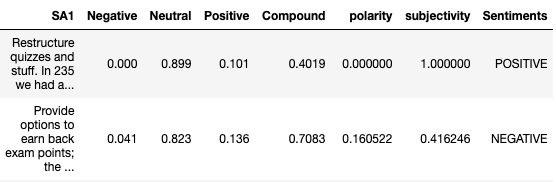 SA1 Negative Neutral Positive Compound polarity subjectivity Sentiments
Restructure
quizzes and
stuff. In 235
we had a...
0.000 0.899 0.101 0.4019 0.000000 1.000000 POSITIVE
Provide
options to
earn back
exam points;
the ...
0.041 0.823 0.136 0.7083 0.160522 0.416246 NEGATIVE